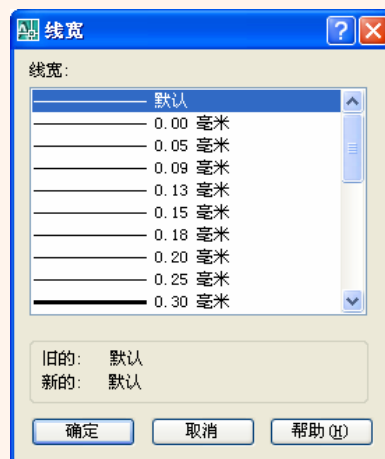 线宽
线宽:
默认
0.00 毫米
0.05 毫米
0.09 毫米
0.13 毫米
0.15 毫米
0.18 毫米
0.20 毫米
0.25 毫米
0.30 毫米
旧的: 默认
新的: 默认
确定 取消 帮助(H)